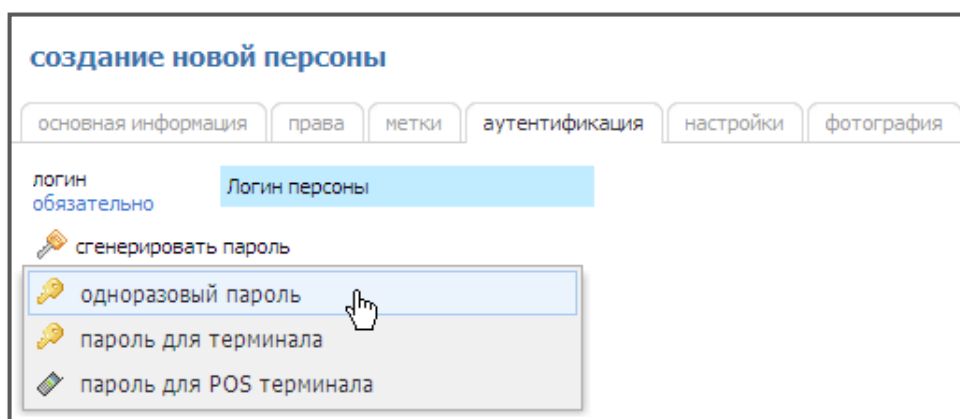 создание новой персоны
основная информация права метки аутентификация настройки фотография
логин Логин персоны
обязательно
сгенерировать пароль
одноразовый пароль
пароль для терминала
пароль для POS терминала